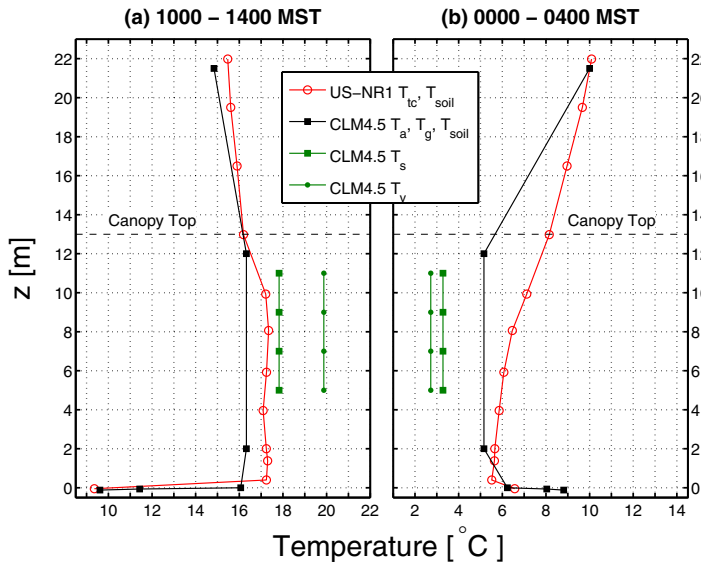 (a) 1000 − 1400 MST
(b) 0000 − 0400 MST
22
20
18
16
14
12
10
8
6
4
2
0
z [m]
Canopy Top
US−NR1 T_tc, T_soil
CLM4.5 T_a, T_g, T_soil
CLM4.5 T_s
CLM4.5 T_v
Canopy Top
22
20
18
16
14
12
10
8
6
4
2
0
10 12 14 16 18 20 22
2 4 6 8 10 12 14
Temperature [ °C ]